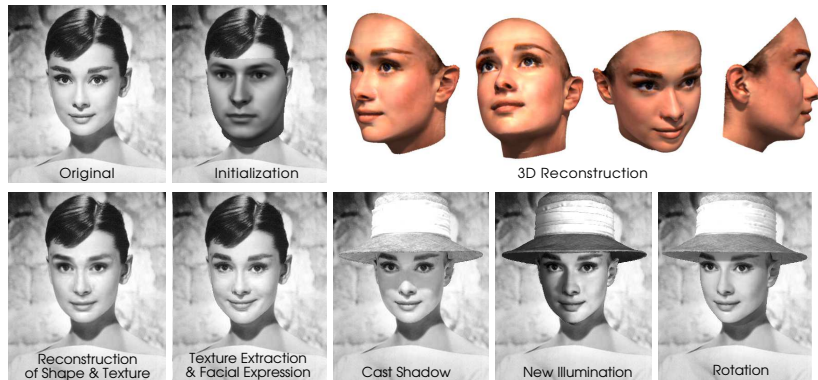 Original
Initialization
3D Reconstruction
Reconstruction
of Shape & Texture
Texture Extraction
& Facial Expression
Cast Shadow
New Illumination
Rotation